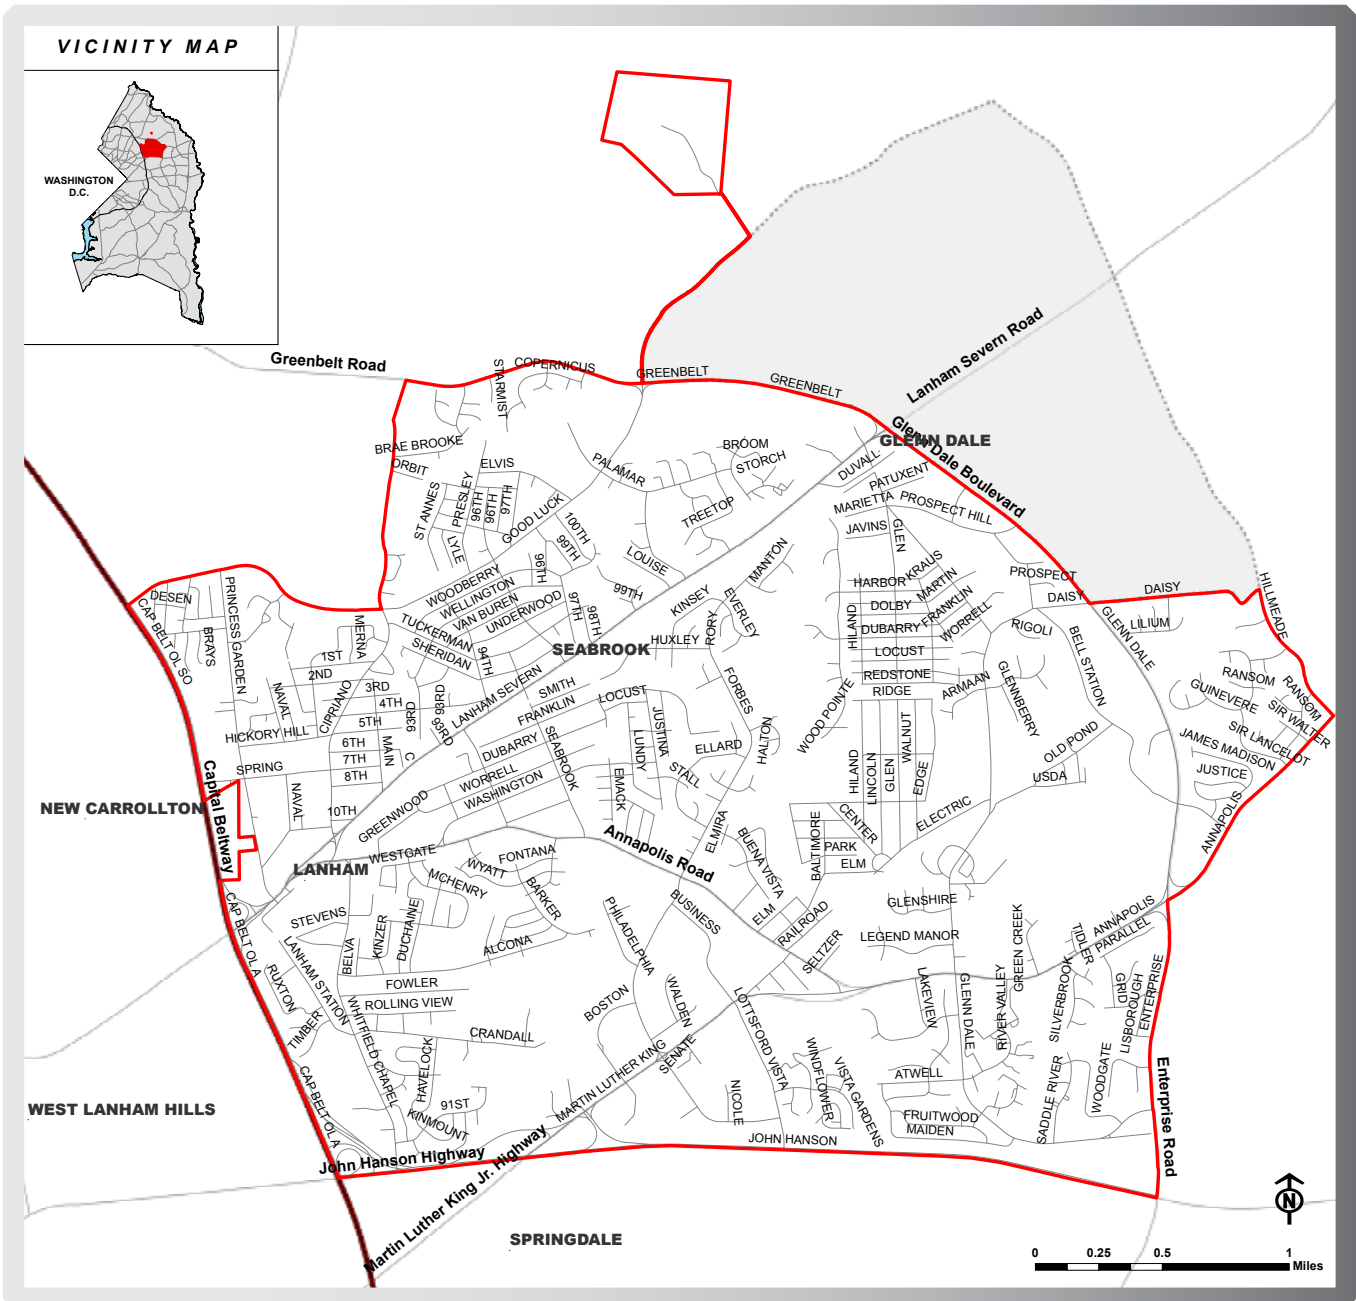 VICINITY MAP
WASHINGTON
D.C.
Greenbelt Road
STARMIST
COPERNICUS
GREENBELT
GREENBELT
Lanham Severn Road
Glenn Dale Boulevard
GLENN DALE
BRAE BROOKE
ORBIT
ELVIS
PALAMAR
BROOM
STORCH
DUVALL
PATUXENT
MARIETTA
PROSPECT HILL
ST ANNES
PRESLEY
96TH
96TH
97TH
GOOD LUCK
100TH
99TH
TREETOP
JAVINS
GLEN
LYLE
LOUISE
MANTON
KRAUS
PROSPECT
DESEN
PRINCESS GARDEN
WOODBERRY
WELLINGTON
VAN BUREN
UNDERWOOD
96TH
97TH
98TH
99TH
KINSEY
EVERLEY
HARBOR
MARTIN
DOLBY
FRANKLIN
DAISY
DAISY
HILLMEADE
CAP BELT OL SO
BRAYS
MERNA
TUCKERMAN
SHERIDAN
94TH
SEABROOK
HUXLEY
RORY
HILAND
DUBARRY
WORRELL
RIGOLI
BELL STATION
GLENN DALE
LILIUM
1ST
2ND
3RD
4TH
5TH
6TH
7TH
8TH
10TH
NAVAL
CIPRIANO
93RD
93RD
93RD
MAIN
C
LANHAM SEVERN
SMITH
FRANKLIN
LOCUST
FORBES
LOCUST
REDSTONE
RIDGE
ARMAAN
GLENNBERRY
RANSOM
RANSOM
GUINEVERE
SIR WALTER
SIR LANCELOT
JAMES MADISON
JUSTICE
HICKORY HILL
SPRING
DUBARRY
SEABROOK
JUSTINA
LUNDY
ELLARD
HALTON
WOOD POINTE
WALNUT
OLD POND
USDA
WORRELL
WASHINGTON
STALL
EMACK
HILAND
LINCOLN
GLEN
EDGE
NEW CARROLLTON
Capital Beltway
NAVAL
GREENWOOD
ELMIRA
Annapolis Road
BUENA VISTA
BALTIMORE
CENTER
PARK
ELM
ELECTRIC
ANNAPOLIS
LANHAM
WESTGATE
WYATT
FONTANA
MCHENRY
BARKER
BUSINESS
ELM
RAILROAD
GLENSHIRE
CAP BELT OL A
STEVENS
KINZER
DUCHAINE
BELVA
ALCONA
PHILADELPHIA
SELTZER
LEGEND MANOR
GREEN CREEK
TIDLER
ANNAPOLIS
PARALLEL
LANHAM STATION
RUXTON
FOWLER
ROLLING VIEW
BOSTON
WALDEN
LOTTSFORD VISTA
LAKEVIEW
GLENN DALE
RIVER VALLEY
SILVERBROOK
GRID
LISBOROUGH
ENTERPRISE
TIMBER
WHITFIELD CHAPEL
CRANDALL
HAVELOCK
MARTIN LUTHER KING
SENATE
WINDFLOWER
VISTA GARDENS
ATWELL
SADDLE RIVER
WOODGATE
Enterprise Road
WEST LANHAM HILLS
CAP BELT OL A
91ST
KINMOUNT
NICOLE
FRUITWOOD
MAIDEN
JOHN HANSON
John Hanson Highway
Martin Luther King Jr. Highway
SPRINGDALE
N
0 0.25 0.5 1
Miles